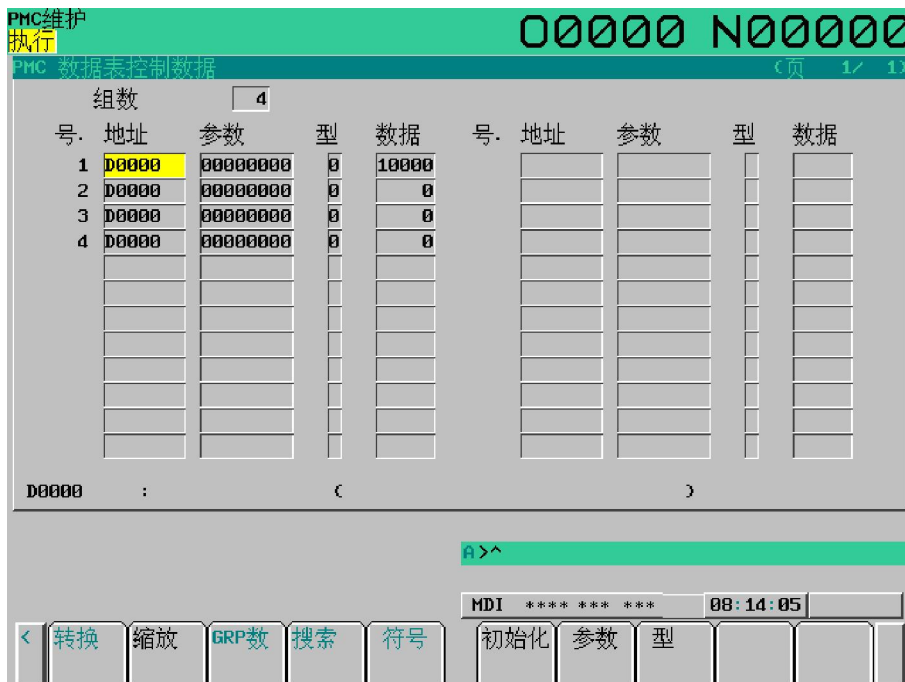 PMC维护
执行
O0000 N00000
PMC 数据表控制数据 (页 1/ 1)
组数 4
号. 地址 参数 型 数据 号. 地址 参数 型 数据
1 D0000 00000000 0 10000
2 D0000 00000000 0 0
3 D0000 00000000 0 0
4 D0000 00000000 0 0
D0000 : ( )
A>^
MDI **** *** *** 08:14:05
< 转换 缩放 GRP数 搜索 符号 初始化 参数 型